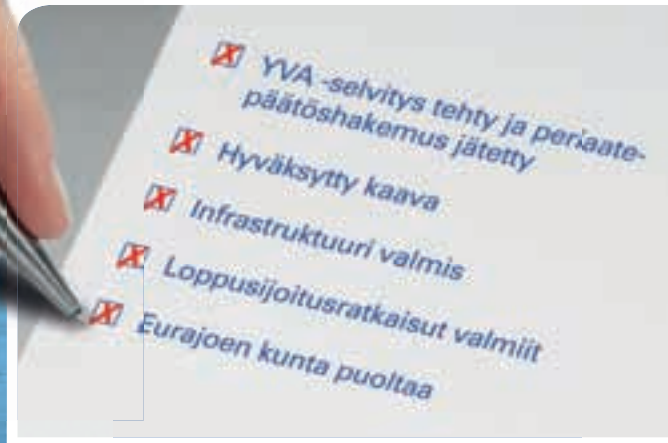 YVA -selvitys tehty ja periaate-
päätöshakemus jätetty
Hyväksytty kaava
Infrastruktuuri valmis
Loppusijoitusratkaisut valmiit
Eurajoen kunta puoltaa